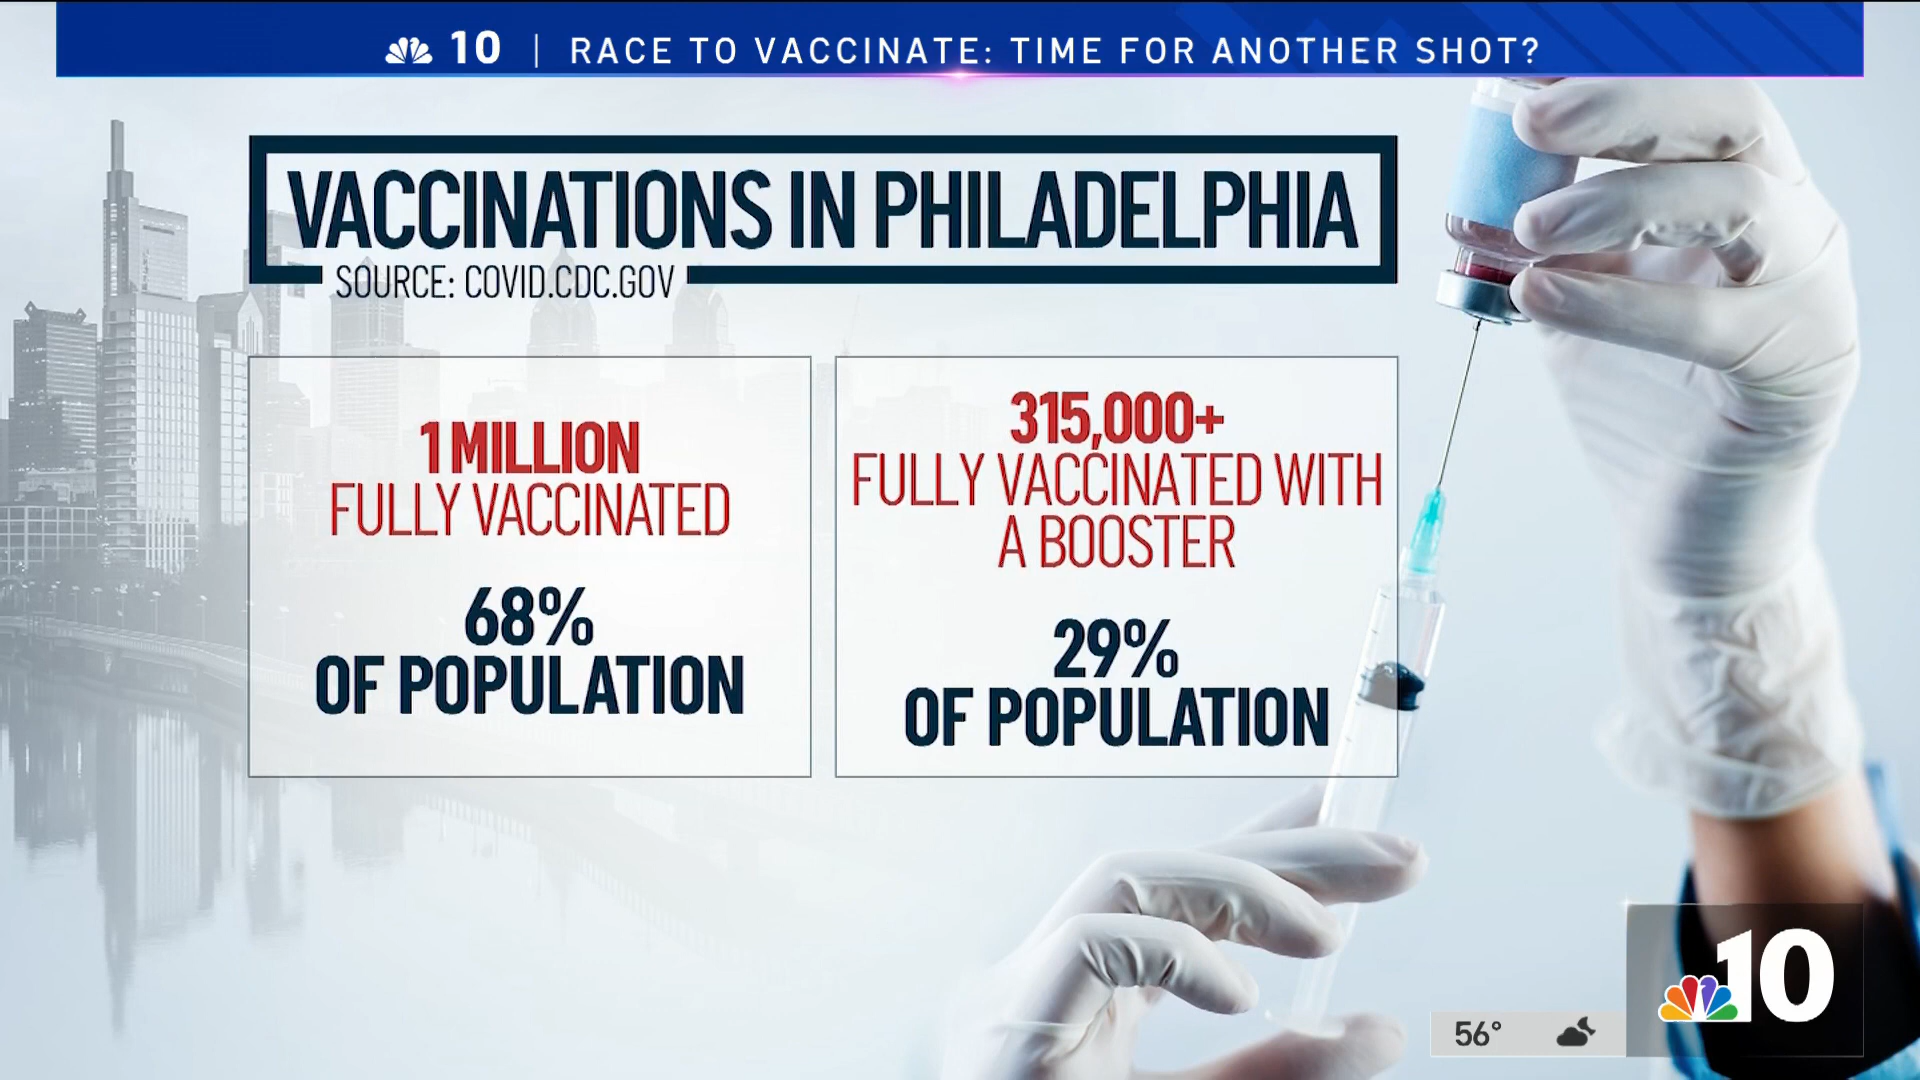 10 | RACE TO VACCINATE: TIME FOR ANOTHER SHOT?
VACCINATIONS IN PHILADELPHIA
SOURCE: COVID.CDC.GOV
1 MILLION
FULLY VACCINATED
68%
OF POPULATION
315,000+
FULLY VACCINATED WITH
A BOOSTER
29%
OF POPULATION
56°
10